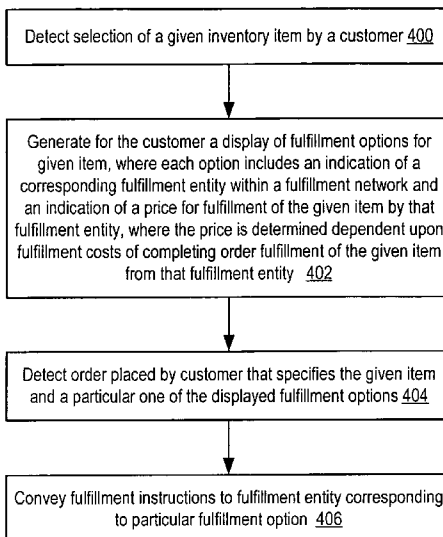 Detect selection of a given inventory item by a customer 400
Generate for the customer a display of fulfillment options for
given item, where each option includes an indication of a
corresponding fulfillment entity within a fulfillment network and
an indication of a price for fulfillment of the given item by that
fulfillment entity, where the price is determined dependent upon
fulfillment costs of completing order fulfillment of the given item
from that fulfillment entity 402
Detect order placed by customer that specifies the given item
and a particular one of the displayed fulfillment options 404
Convey fulfillment instructions to fulfillment entity corresponding
to particular fulfillment option 406